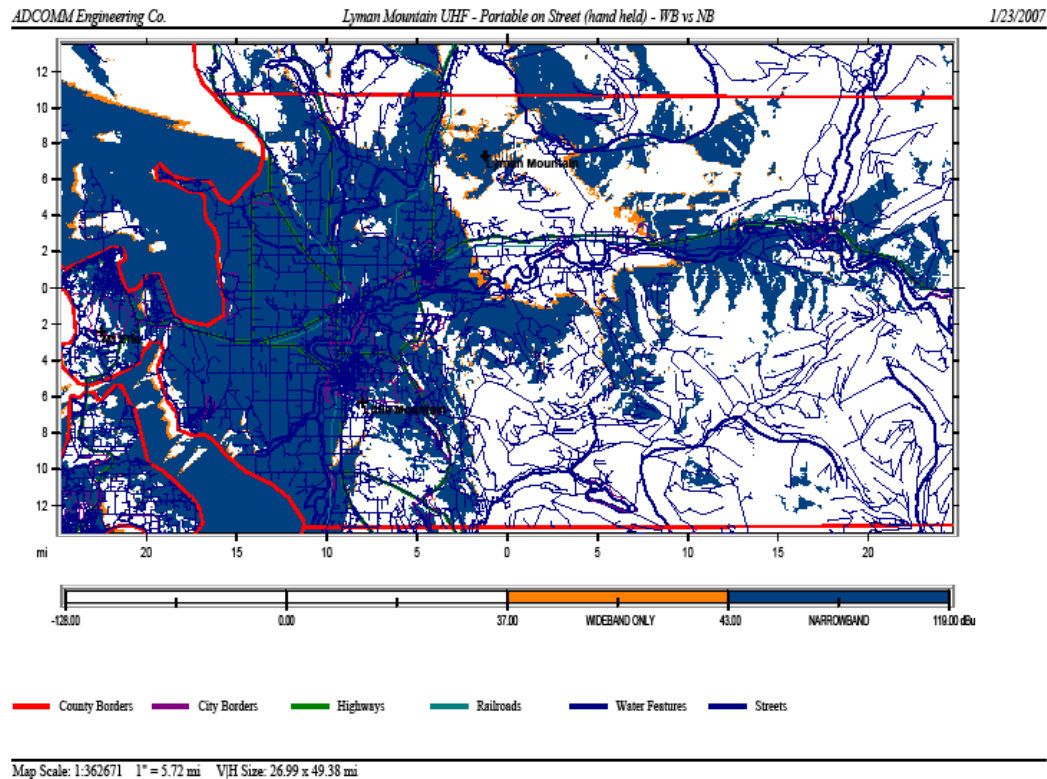 ADCOMM Engineering Co. Lyman Mountain UHF - Portable on Street (hand held) - WB vs NB 1/23/2007
12
10
8
6
Lyman Mountain
4
2
0
2
4
6
Little Mountain
8
10
12
mi 20 15 10 5 0 5 10 15 20
-128.00 0.00 37.00 WIDEBAND ONLY 43.00 NARROWBAND 119.00 dBu
County Borders City Borders Highways Railroads Water Features Streets
Map Scale: 1:362671 1" = 5.72 mi V|H Size: 26.99 x 49.38 mi